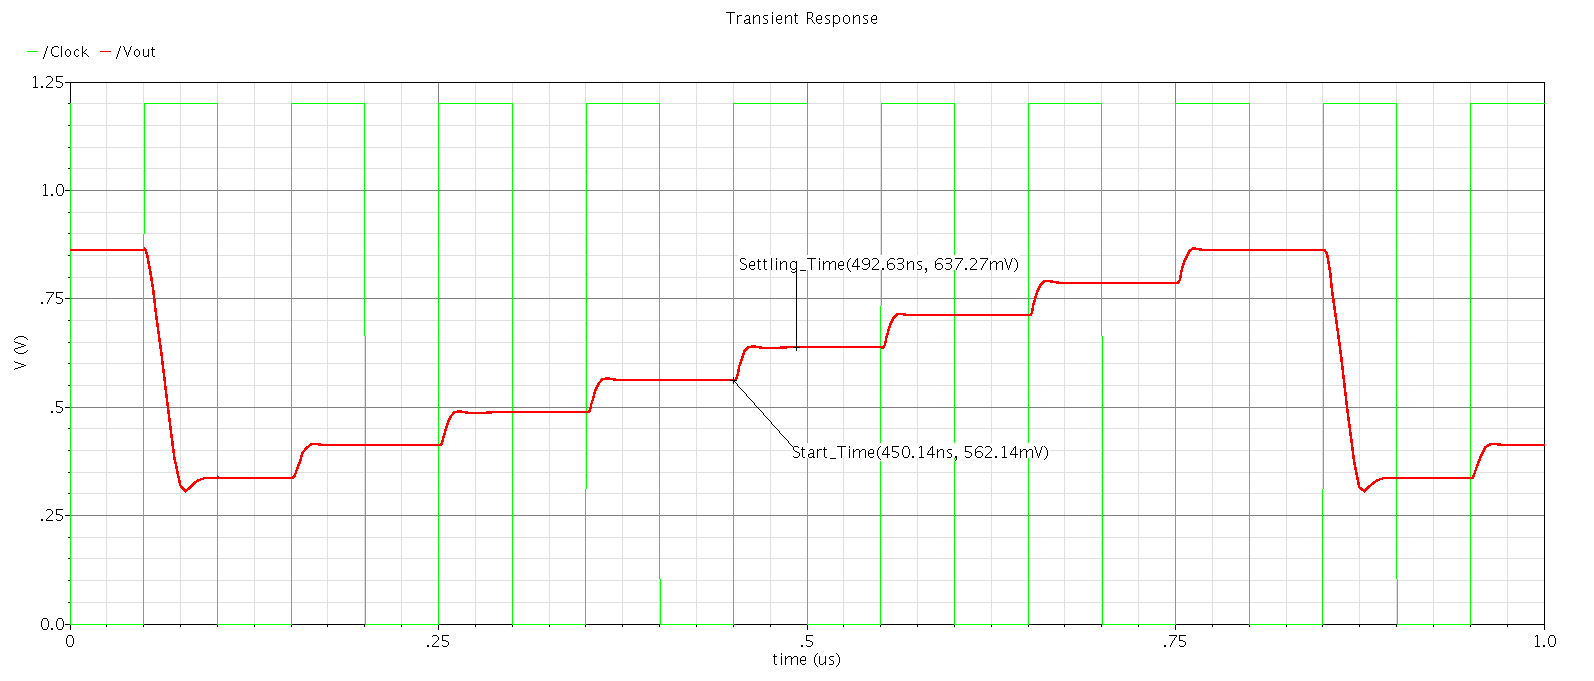 Transient Response
/Clock /Vout
1.25
1.0
.75
.5
.25
0.0
V (V)
Settling_Time(492.63ns, 637.27mV)
Start_Time(450.14ns, 562.14mV)
0 .25 .5 .75 1.0
time (us)